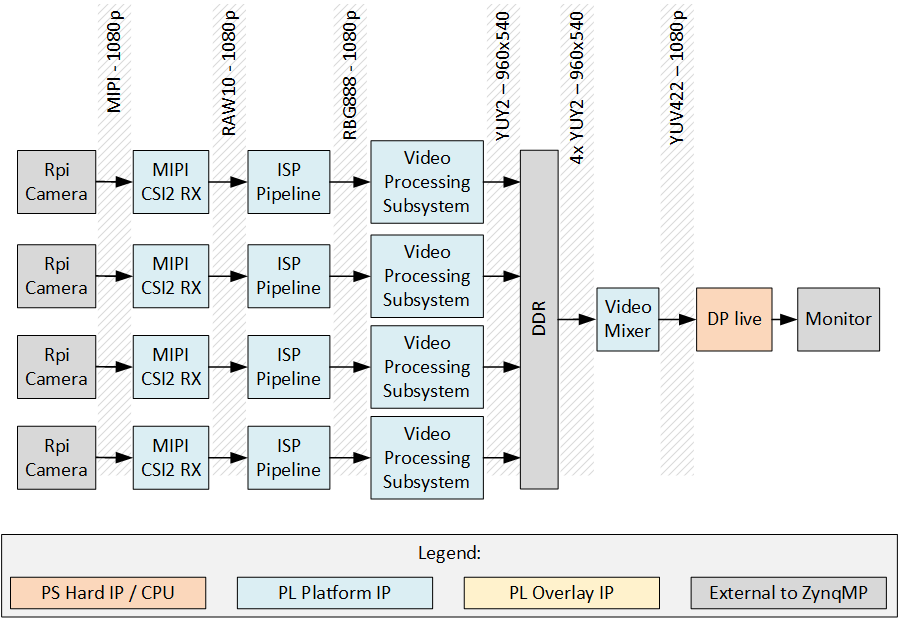 MIPI - 1080p
RAW10 - 1080p
RBG888 - 1080p
YUY2 – 960x540
4x YUY2 – 960x540
YUV422 – 1080p
Rpi
Camera
MIPI
CSI2 RX
ISP
Pipeline
Video
Processing
Subsystem
Rpi
Camera
MIPI
CSI2 RX
ISP
Pipeline
Video
Processing
Subsystem
Rpi
Camera
MIPI
CSI2 RX
ISP
Pipeline
Video
Processing
Subsystem
Rpi
Camera
MIPI
CSI2 RX
ISP
Pipeline
Video
Processing
Subsystem
DDR
Video
Mixer
DP live
Monitor
Legend:
PS Hard IP / CPU
PL Platform IP
PL Overlay IP
External to ZynqMP